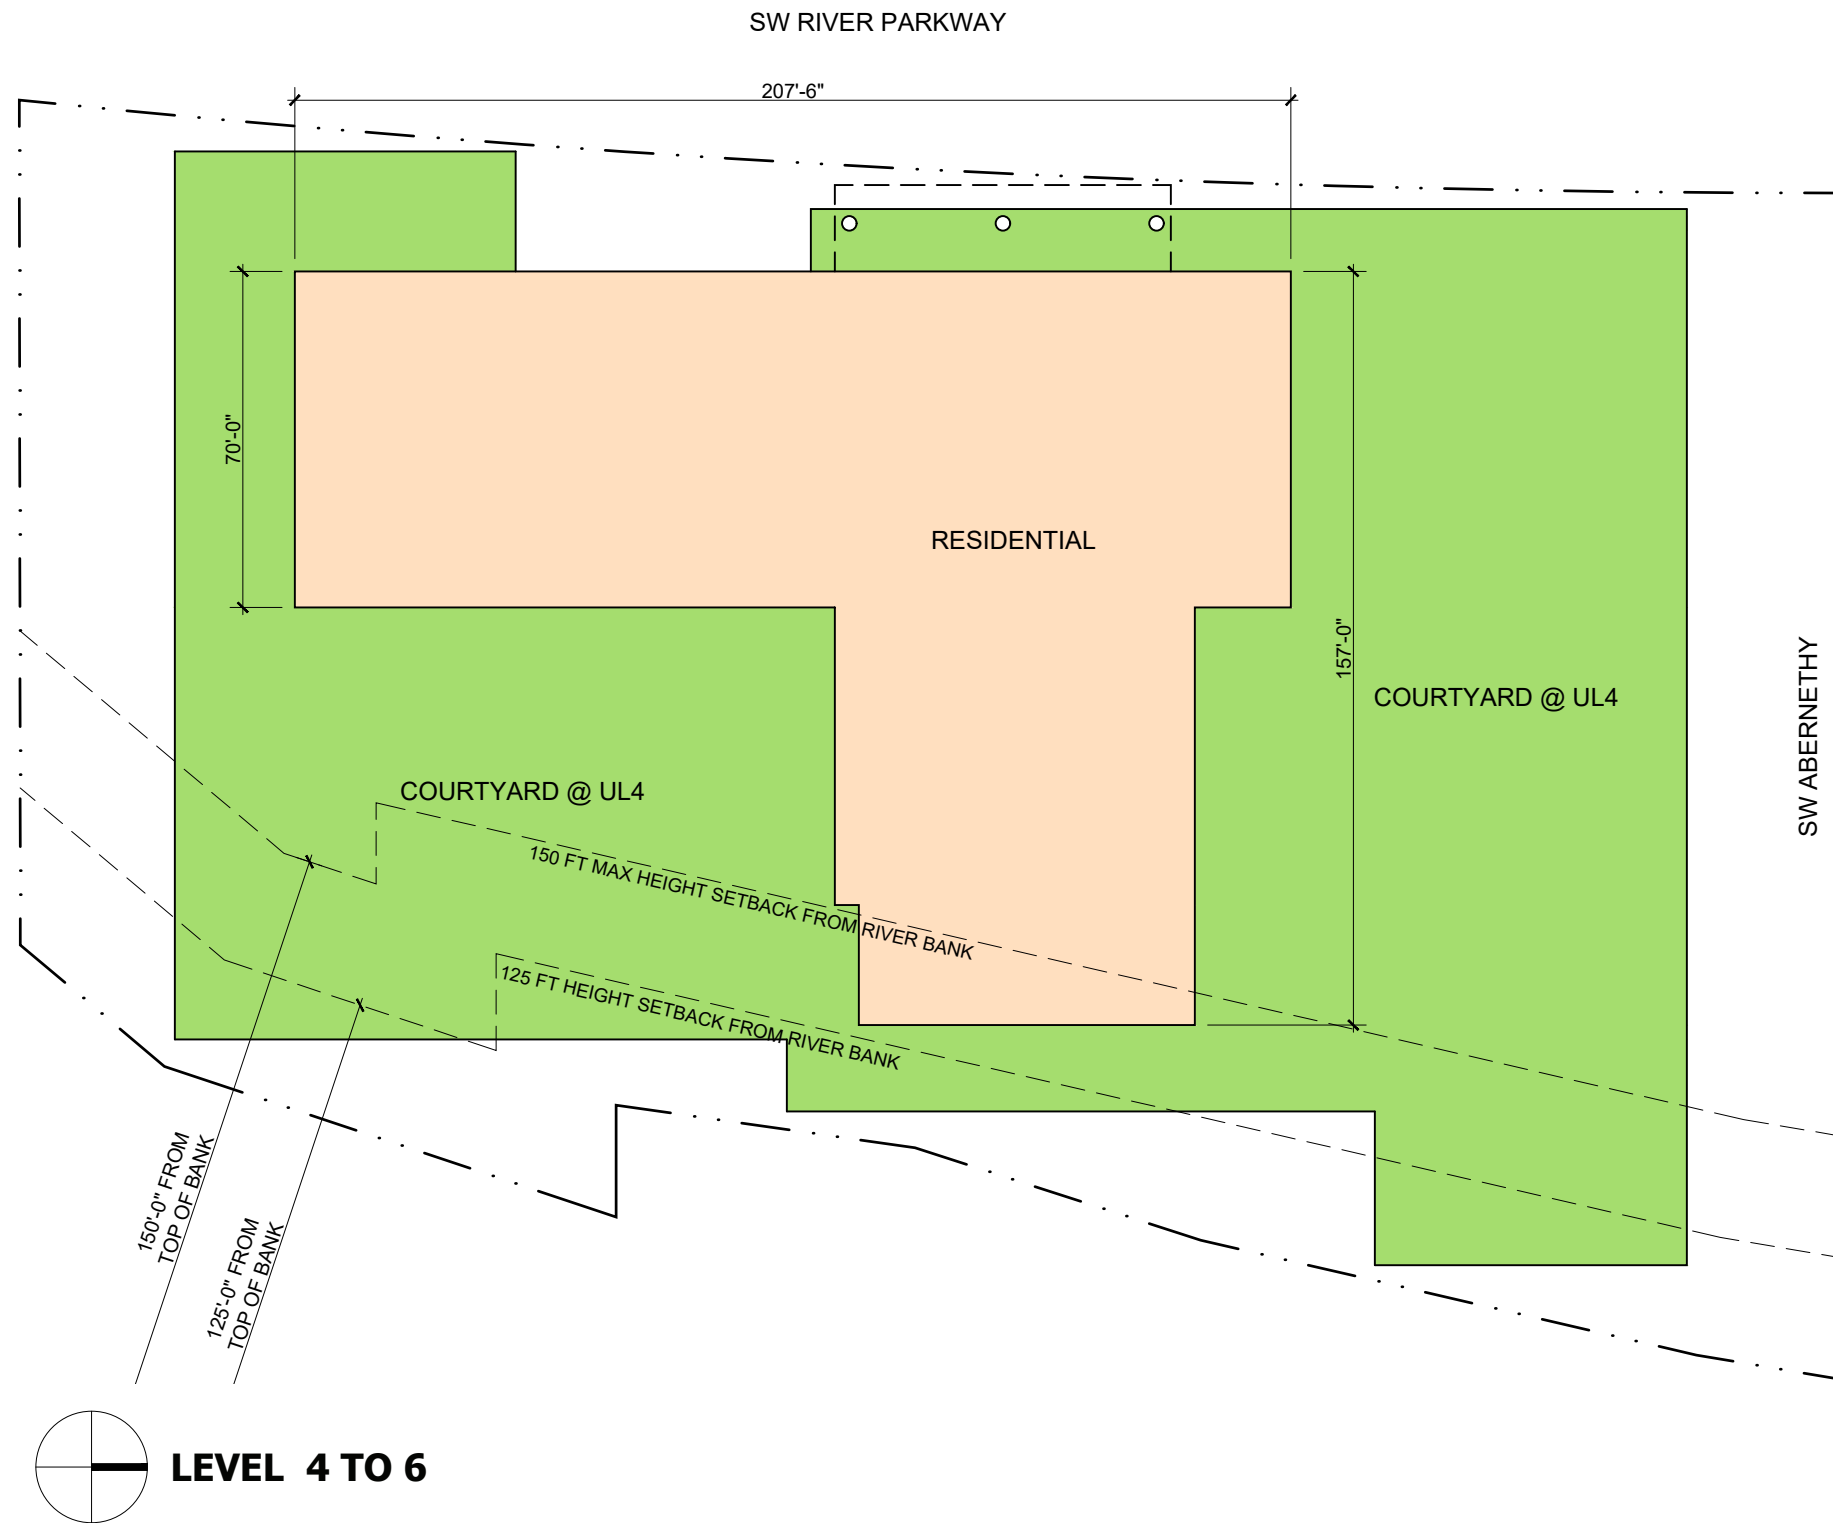 SW RIVER PARKWAY
207'-6"
70'-0"
RESIDENTIAL
157'-0"
COURTYARD @ UL4
SW ABERNETHY
COURTYARD @ UL4
150 FT MAX HEIGHT SETBACK FROM RIVER BANK
125 FT HEIGHT SETBACK FROM RIVER BANK
150'-0" FROM
TOP OF BANK
125'-0" FROM
TOP OF BANK
LEVEL 4 TO 6